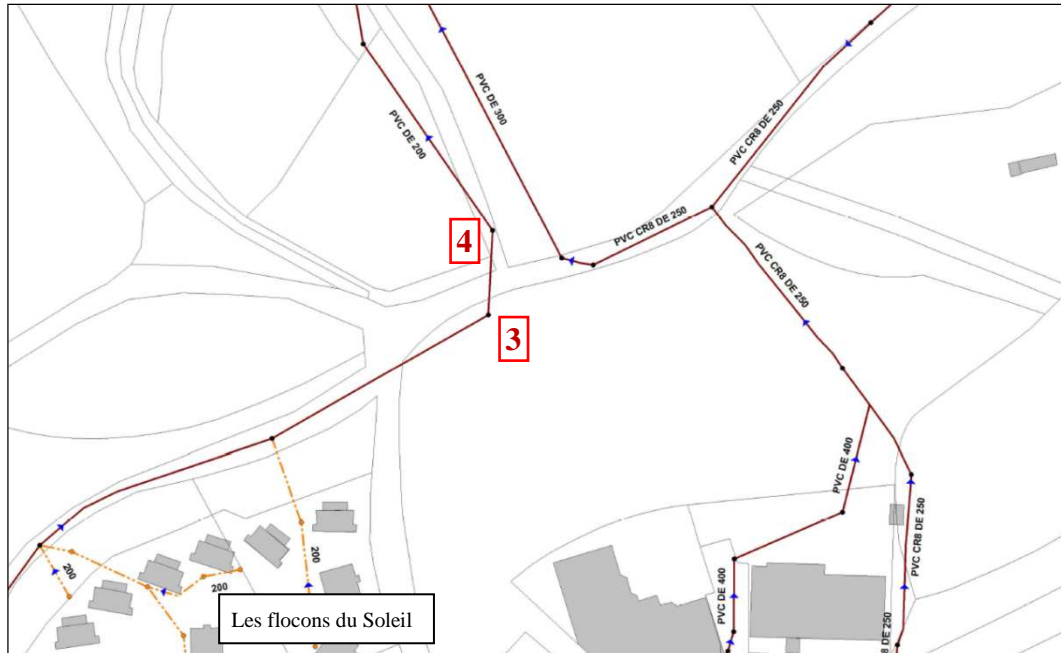 PVC DE 300
PVC CR8 DE 250
PVC DE 200
PVC CR8 DE 250
4
PVC CR8 DE 250
3
PVC DE 400
PVC CR8 DE 250
200
200
200
PVC DE 400
Les flocons du Soleil
R8 DE 250